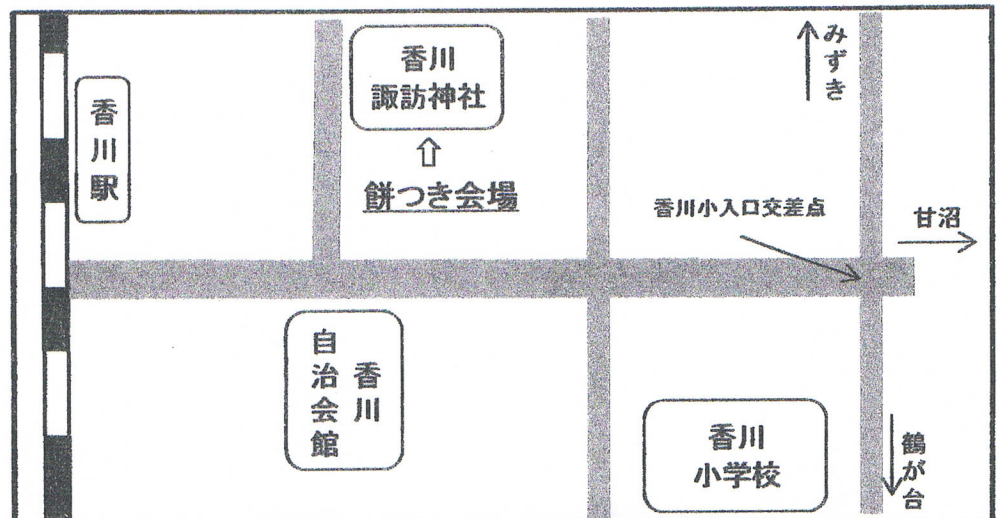 香川駅
香川
諏訪神社
餅つき会場
みずき
香川小入口交差点
甘沼
香川
自治会館
香川
小学校
鶴が台